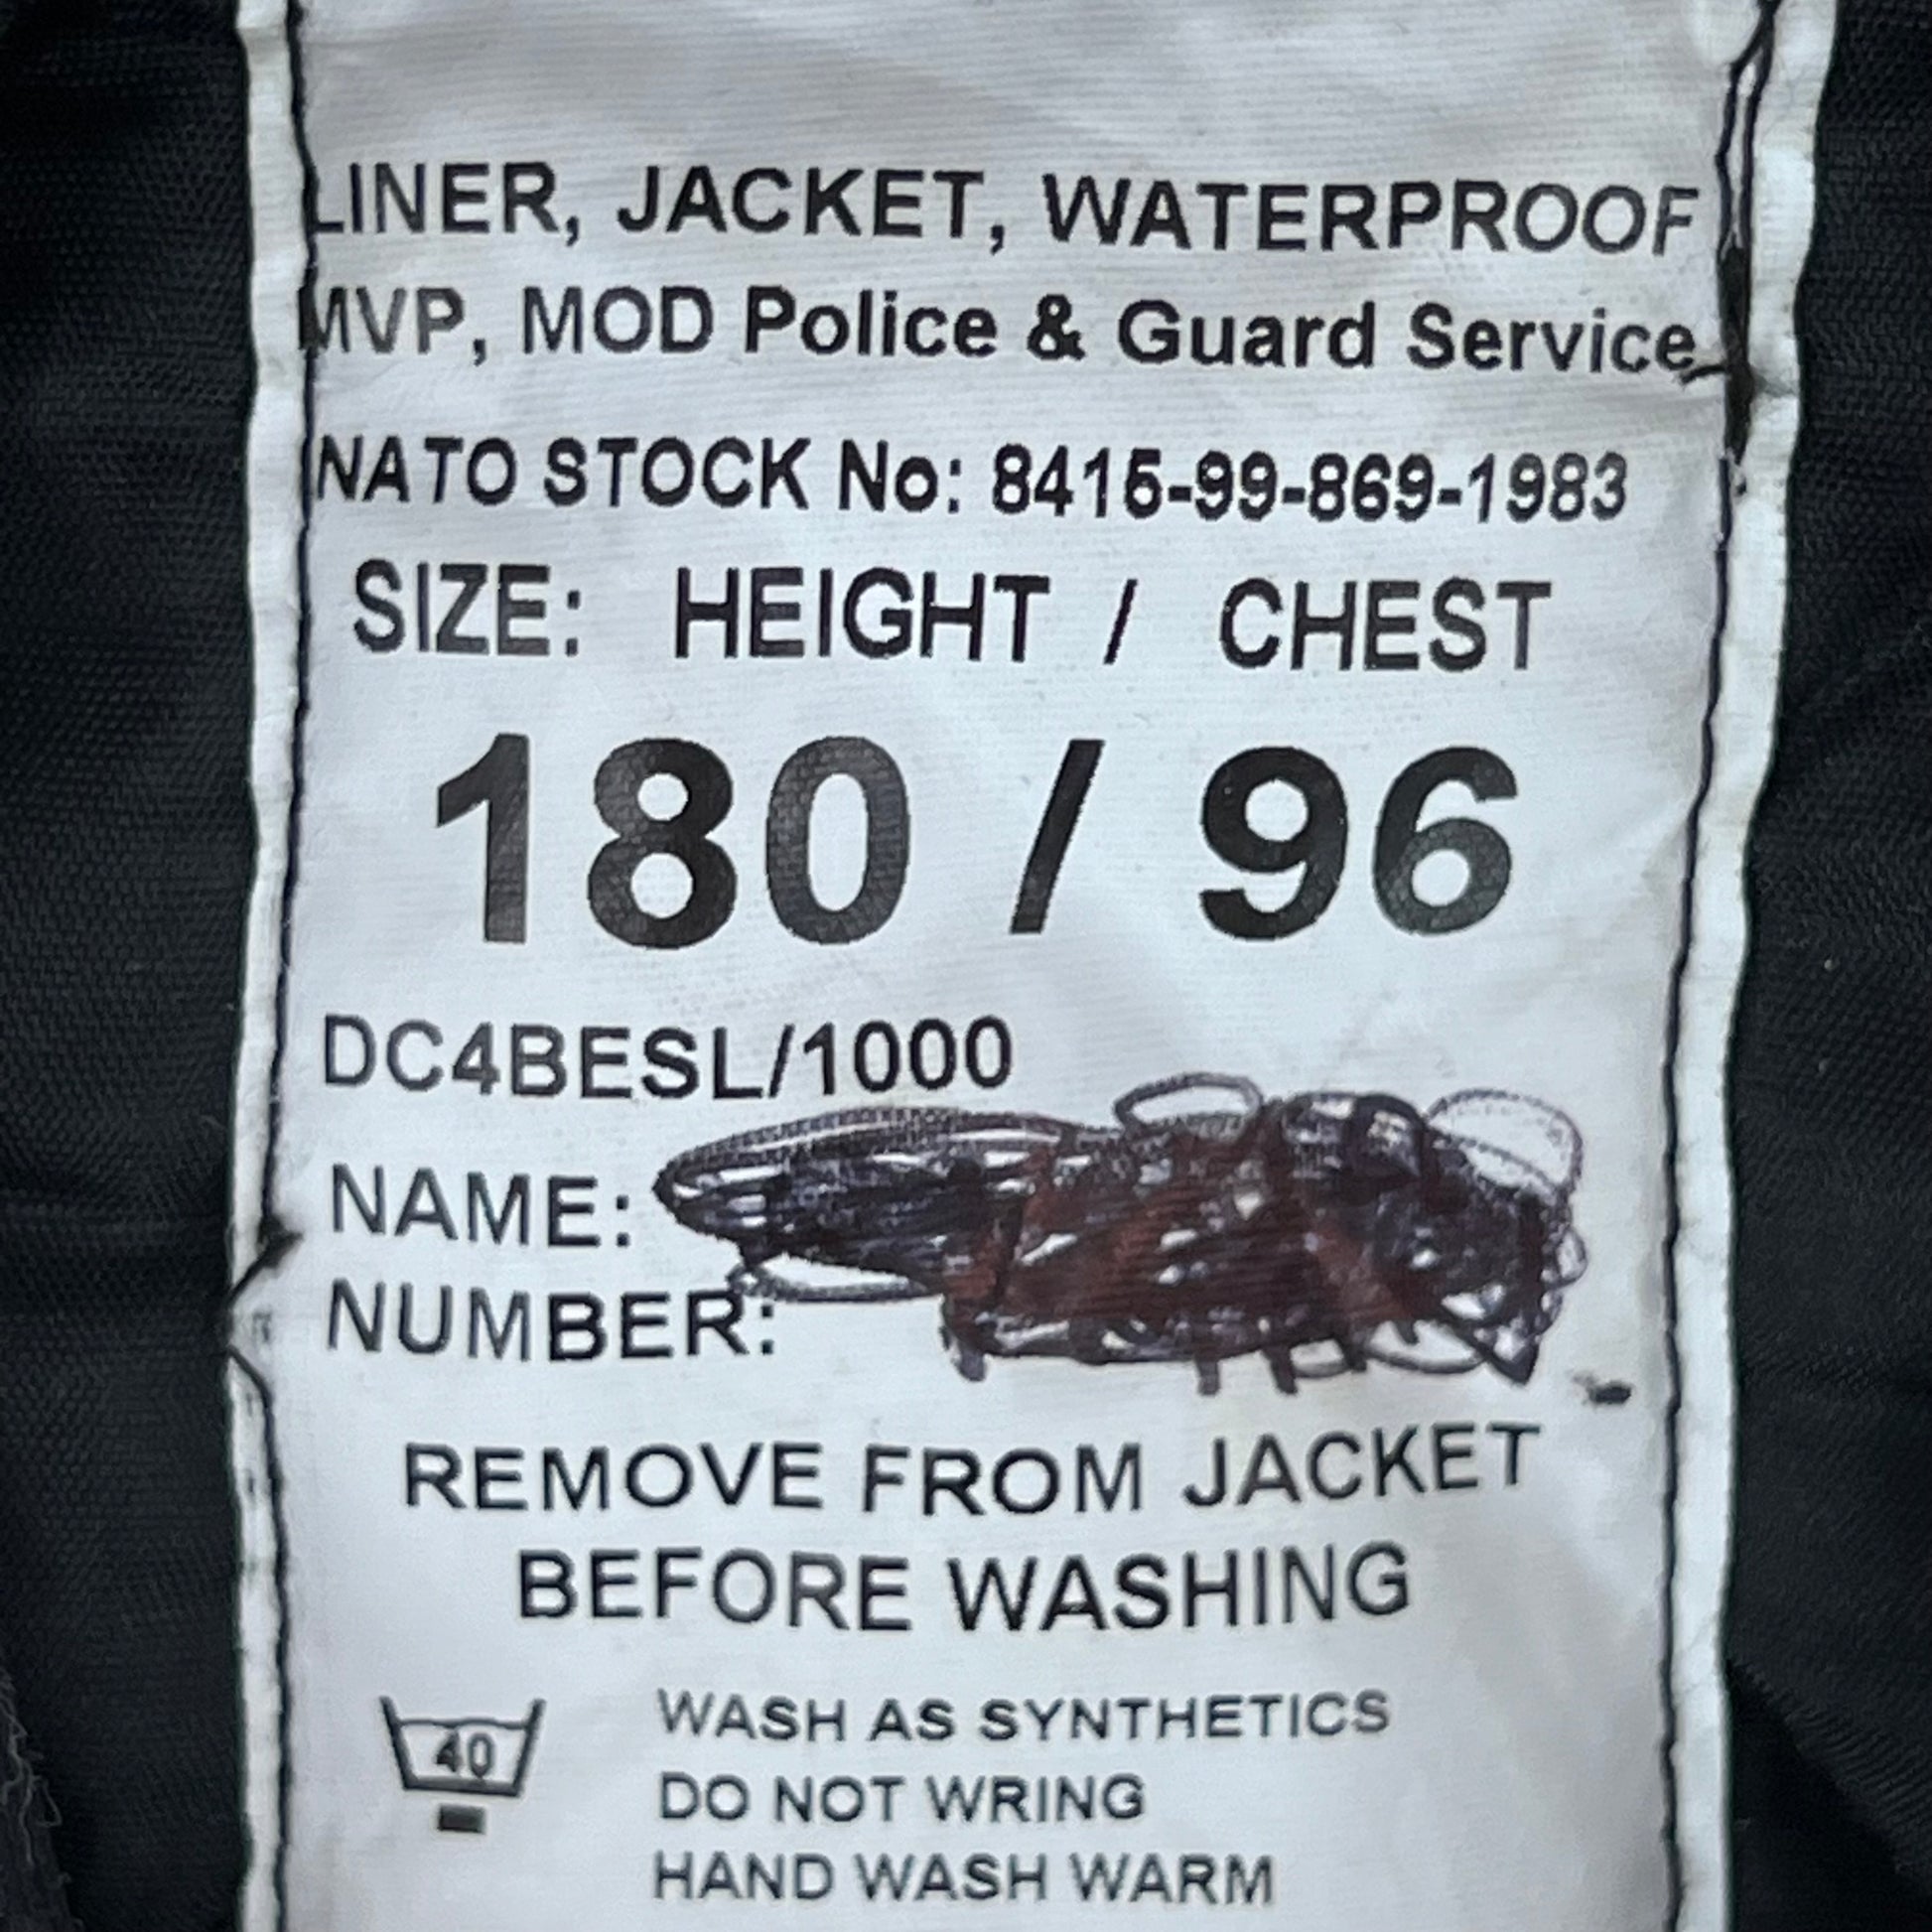 LINER, JACKET, WATERPROOF
MVP, MOD Police & Guard Service
NATO STOCK No: 8415-99-869-1983
SIZE: HEIGHT / CHEST
180 / 96
DC4BESL/1000
NAME:
NUMBER:
REMOVE FROM JACKET
BEFORE WASHING
40
WASH AS SYNTHETICS
DO NOT WRING
HAND WASH WARM